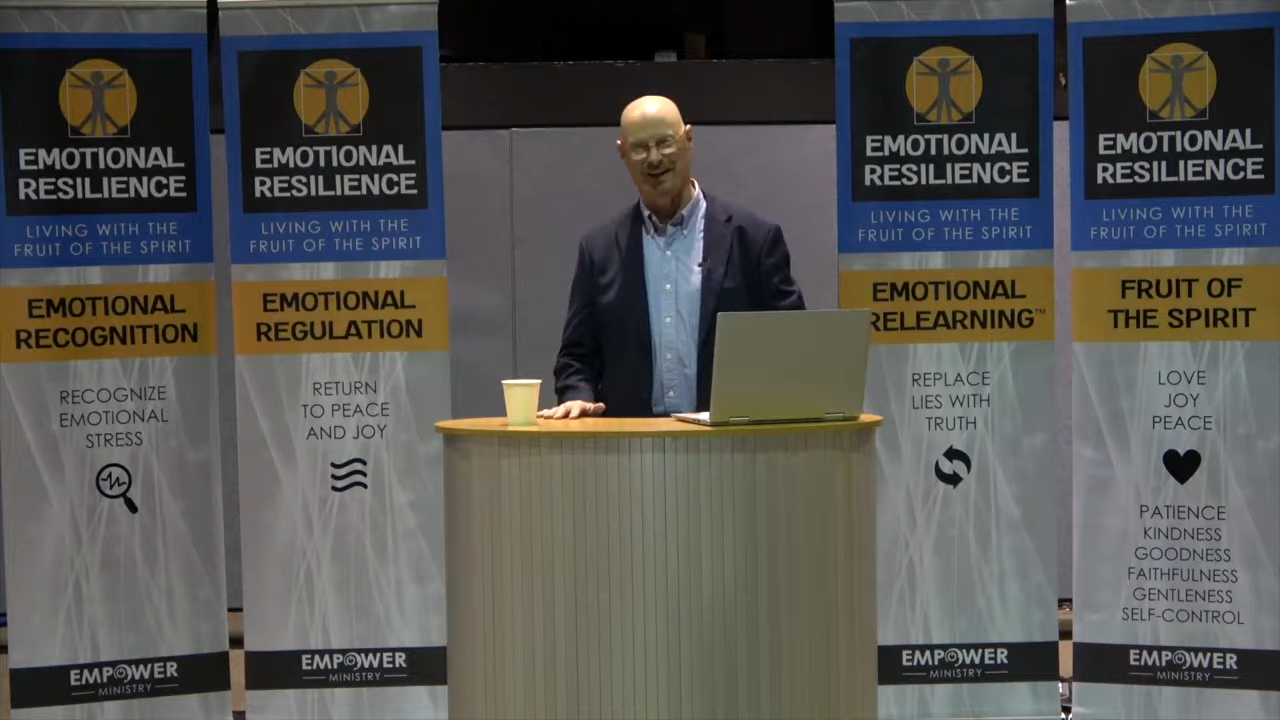 EMOTIONAL
RESILIENCE
LIVING WITH THE
FRUIT OF THE SPIRIT
EMOTIONAL
RECOGNITION
RECOGNIZE
EMOTIONAL
STRESS
EMPOWER
MINISTRY
EMOTIONAL
RESILIENCE
LIVING WITH THE
FRUIT OF THE SPIRIT
EMOTIONAL
REGULATION
RETURN
TO PEACE
AND JOY
EMPOWER
MINISTRY
EMOTIONAL
RESILIENCE
LIVING WITH THE
FRUIT OF THE SPIRIT
EMOTIONAL
RELEARNING™
REPLACE
LIES WITH
TRUTH
EMPOWER
MINISTRY
EMOTIONAL
RESILIENCE
LIVING WITH THE
FRUIT OF THE SPIRIT
FRUIT OF
THE SPIRIT
LOVE
JOY
PEACE
PATIENCE
KINDNESS
GOODNESS
FAITHFULNESS
GENTLENESS
SELF-CONTROL
EMPOWER
MINISTRY